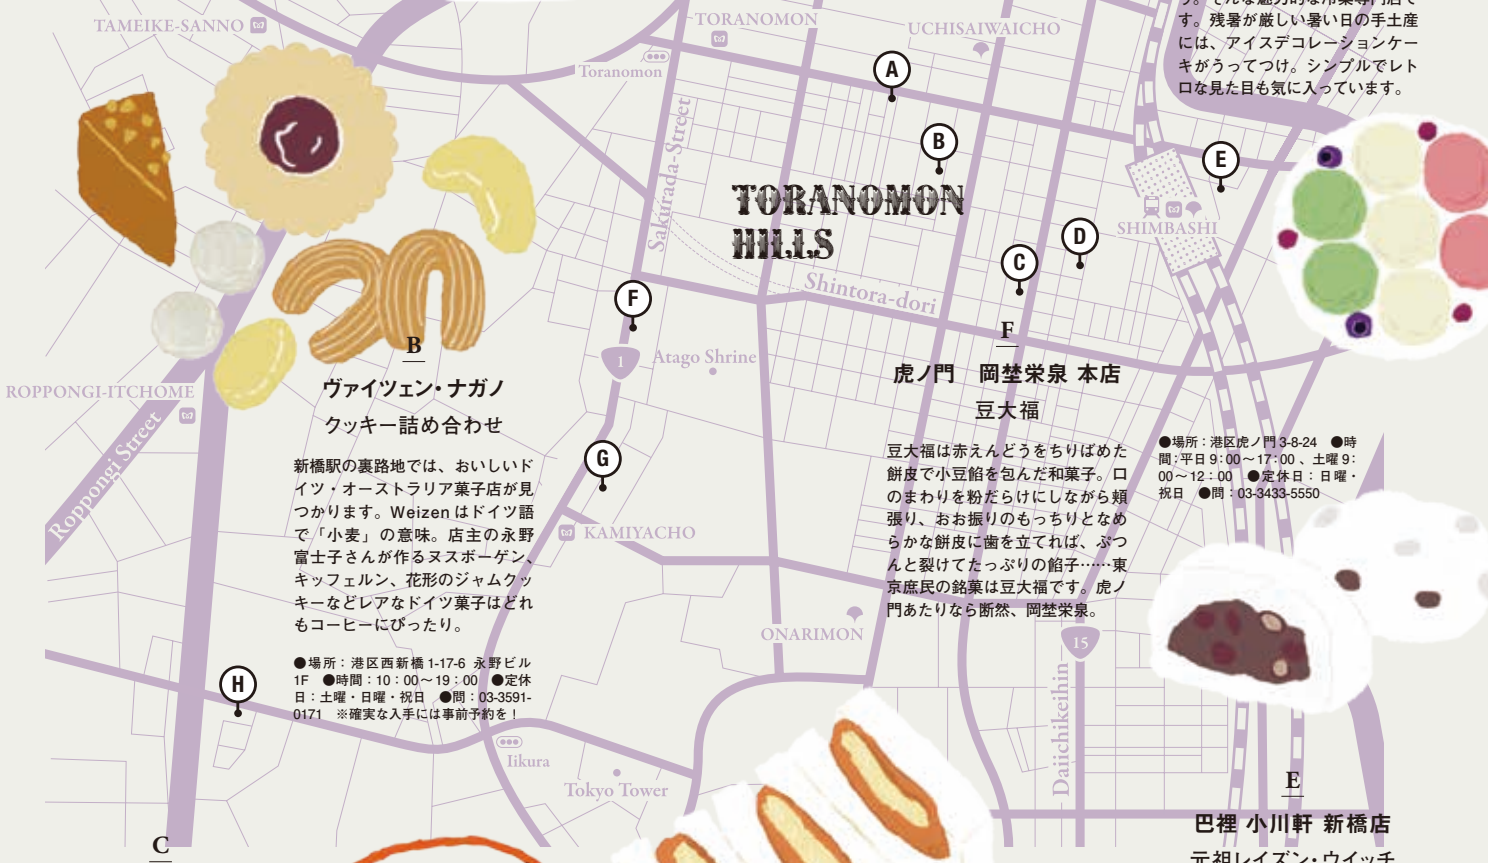 TAMEIKE-SANNO
TORANOMON
Toranomon
UCHISAIWAICHO
す。残暑が厳しい暑い日の手土産
には、アイスデコレーションケー
キがうってつけ。シンプルでレト
ロな見た目も気に入っています。
A
B
E
Sakurada-Street
TORANOMON
HILLS
SHIMBASHI
D
C
Shintora-dori
F
1
Atago Shrine
ROPPONGI-ITCHOME
Roppongi Street
B
ヴァイツェン・ナガノ
クッキー詰め合わせ
新橋駅の裏路地では、おいしいド
イツ・オーストラリア菓子店が見
つかります。Weizen はドイツ語
で「小麦」の意味。店主の永野
富士子さんが作るヌスボーゲン、
キッフェルン、花形のジャムクッ
キーなどレアなドイツ菓子はどれ
もコーヒーにぴったり。
●場所：港区西新橋 1-17-6 永野ビル
1F ●時間：10：00〜19：00 ●定休
日：土曜・日曜・祝日 ●問：03-3591-
0171 ※確実な入手には事前予約を！
G
KAMIYACHO
F
虎ノ門 岡埜栄泉 本店
豆大福
豆大福は赤えんどうをちりばめた
餅皮で小豆餡を包んだ和菓子。口
のまわりを粉だらけにしながら頬
張り、おお振りのもっちりとなめ
らかな餅皮に歯を立てれば、ぷつ
んと裂けてたっぷりの餡子……東
京庶民の銘菓は豆大福です。虎ノ
門あたりなら断然、岡埜栄泉。
●場所：港区虎ノ門 3-8-24 ●時
間：平日 9：00〜17：00 、土曜 9：
00〜12：00 ●定休日：日曜・
祝日 ●問：03-3433-5550
ONARIMON
15
Daiichikeihin
H
Iikura
Tokyo Tower
C
E
巴裡 小川軒 新橋店
元祖レイズン・ウイッチ